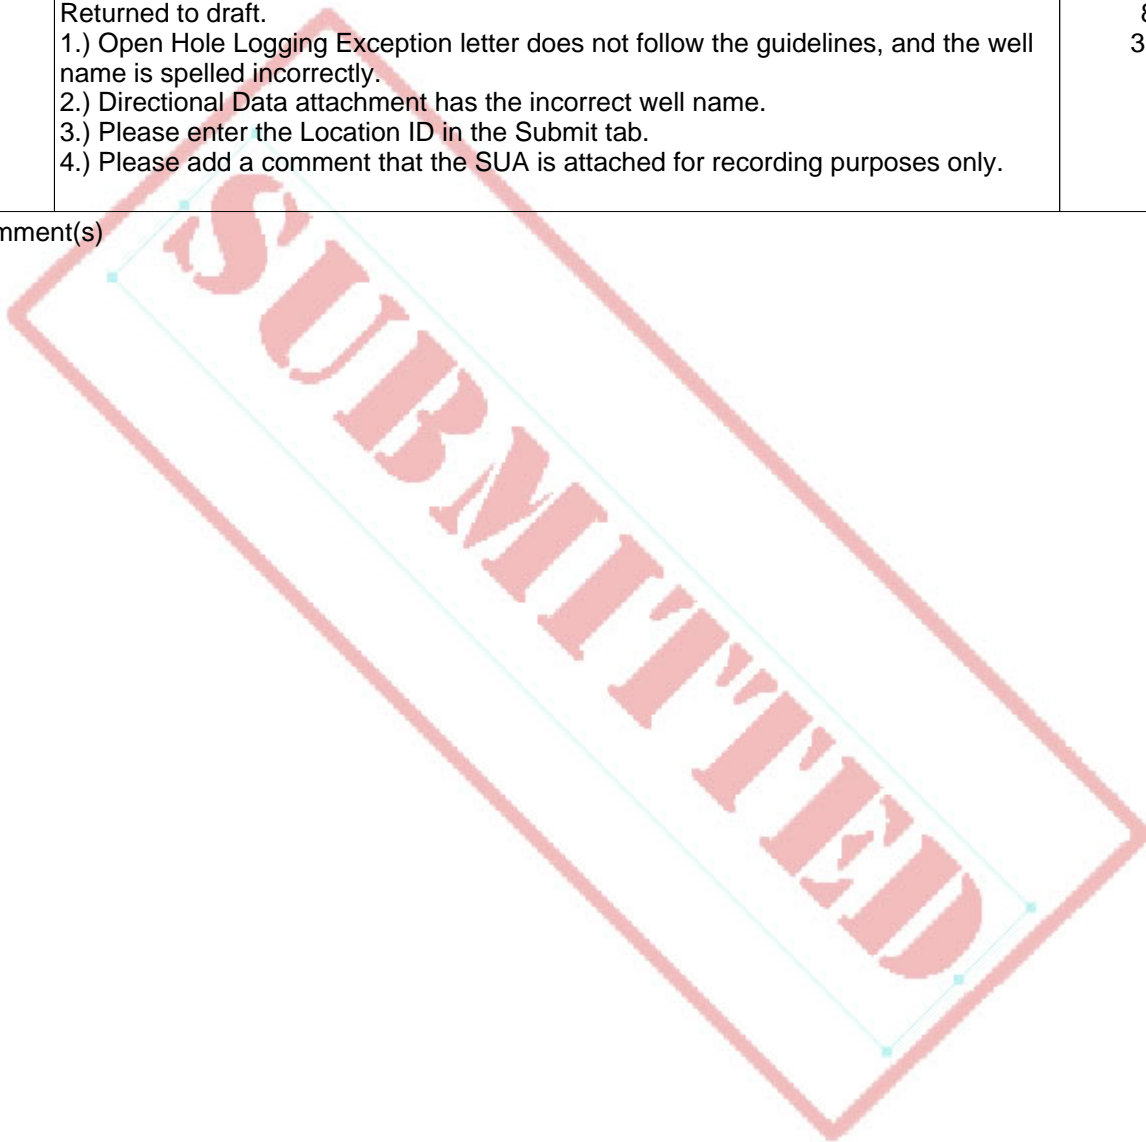 Returned to draft.
1.) Open Hole Logging Exception letter does not follow the guidelines, and the well
name is spelled incorrectly.
2.) Directional Data attachment has the incorrect well name.
3.) Please enter the Location ID in the Submit tab.
4.) Please add a comment that the SUA is attached for recording purposes only.
mment(s)
SUBMITTED